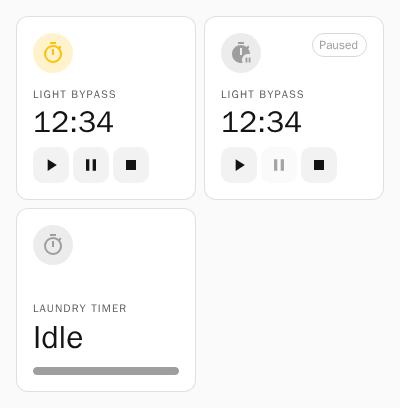 LIGHT BYPASS
12:34
Paused
LIGHT BYPASS
12:34
LAUNDRY TIMER
Idle